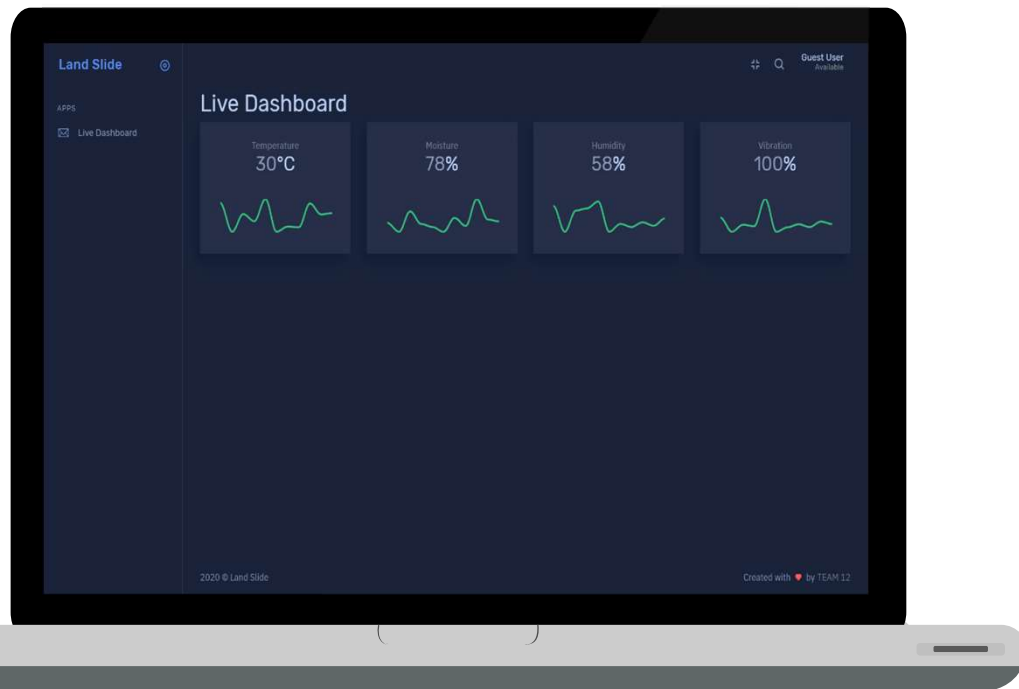 Land Slide
Guest User
Available
APPS
Live Dashboard
Live Dashboard
Temperature
30°C
Moisture
78%
Humidity
58%
Vibration
100%
2020 © Land Slide
Created with ♥ by TEAM 12